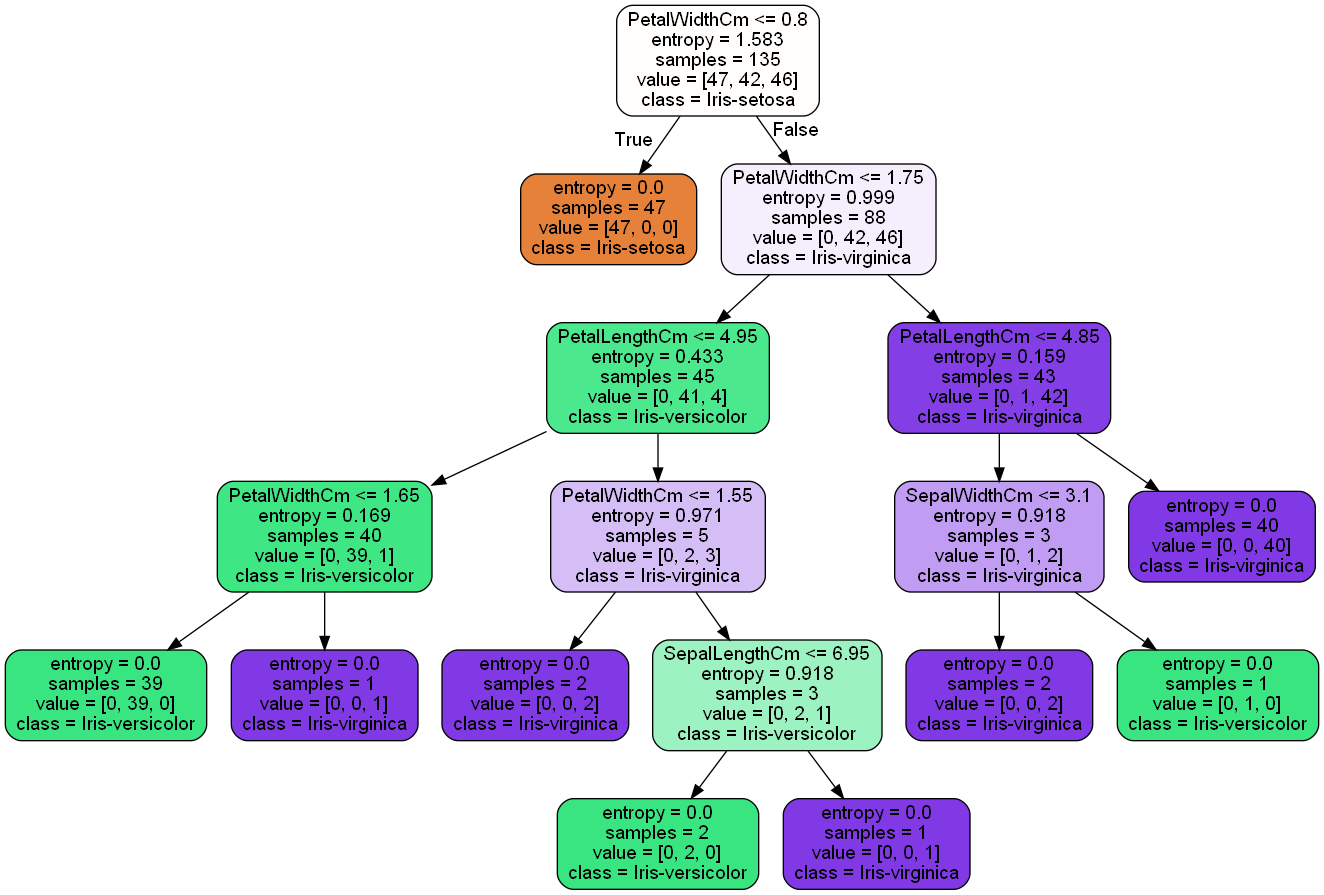 PetalWidthCm <= 0.8
entropy = 1.583
samples = 135
value = [47, 42, 46]
class = Iris-setosa
True
False
entropy = 0.0
samples = 47
value = [47, 0, 0]
class = Iris-setosa
PetalWidthCm <= 1.75
entropy = 0.999
samples = 88
value = [0, 42, 46]
class = Iris-virginica
PetalLengthCm <= 4.95
entropy = 0.433
samples = 45
value = [0, 41, 4]
class = Iris-versicolor
PetalLengthCm <= 4.85
entropy = 0.159
samples = 43
value = [0, 1, 42]
class = Iris-virginica
PetalWidthCm <= 1.65
entropy = 0.169
samples = 40
value = [0, 39, 1]
class = Iris-versicolor
PetalWidthCm <= 1.55
entropy = 0.971
samples = 5
value = [0, 2, 3]
class = Iris-virginica
SepalWidthCm <= 3.1
entropy = 0.918
samples = 3
value = [0, 1, 2]
class = Iris-virginica
entropy = 0.0
samples = 40
value = [0, 0, 40]
class = Iris-virginica
entropy = 0.0
samples = 39
value = [0, 39, 0]
class = Iris-versicolor
entropy = 0.0
samples = 1
value = [0, 0, 1]
class = Iris-virginica
entropy = 0.0
samples = 2
value = [0, 0, 2]
class = Iris-virginica
SepalLengthCm <= 6.95
entropy = 0.918
samples = 3
value = [0, 2, 1]
class = Iris-versicolor
entropy = 0.0
samples = 2
value = [0, 0, 2]
class = Iris-virginica
entropy = 0.0
samples = 1
value = [0, 1, 0]
class = Iris-versicolor
entropy = 0.0
samples = 2
value = [0, 2, 0]
class = Iris-versicolor
entropy = 0.0
samples = 1
value = [0, 0, 1]
class = Iris-virginica